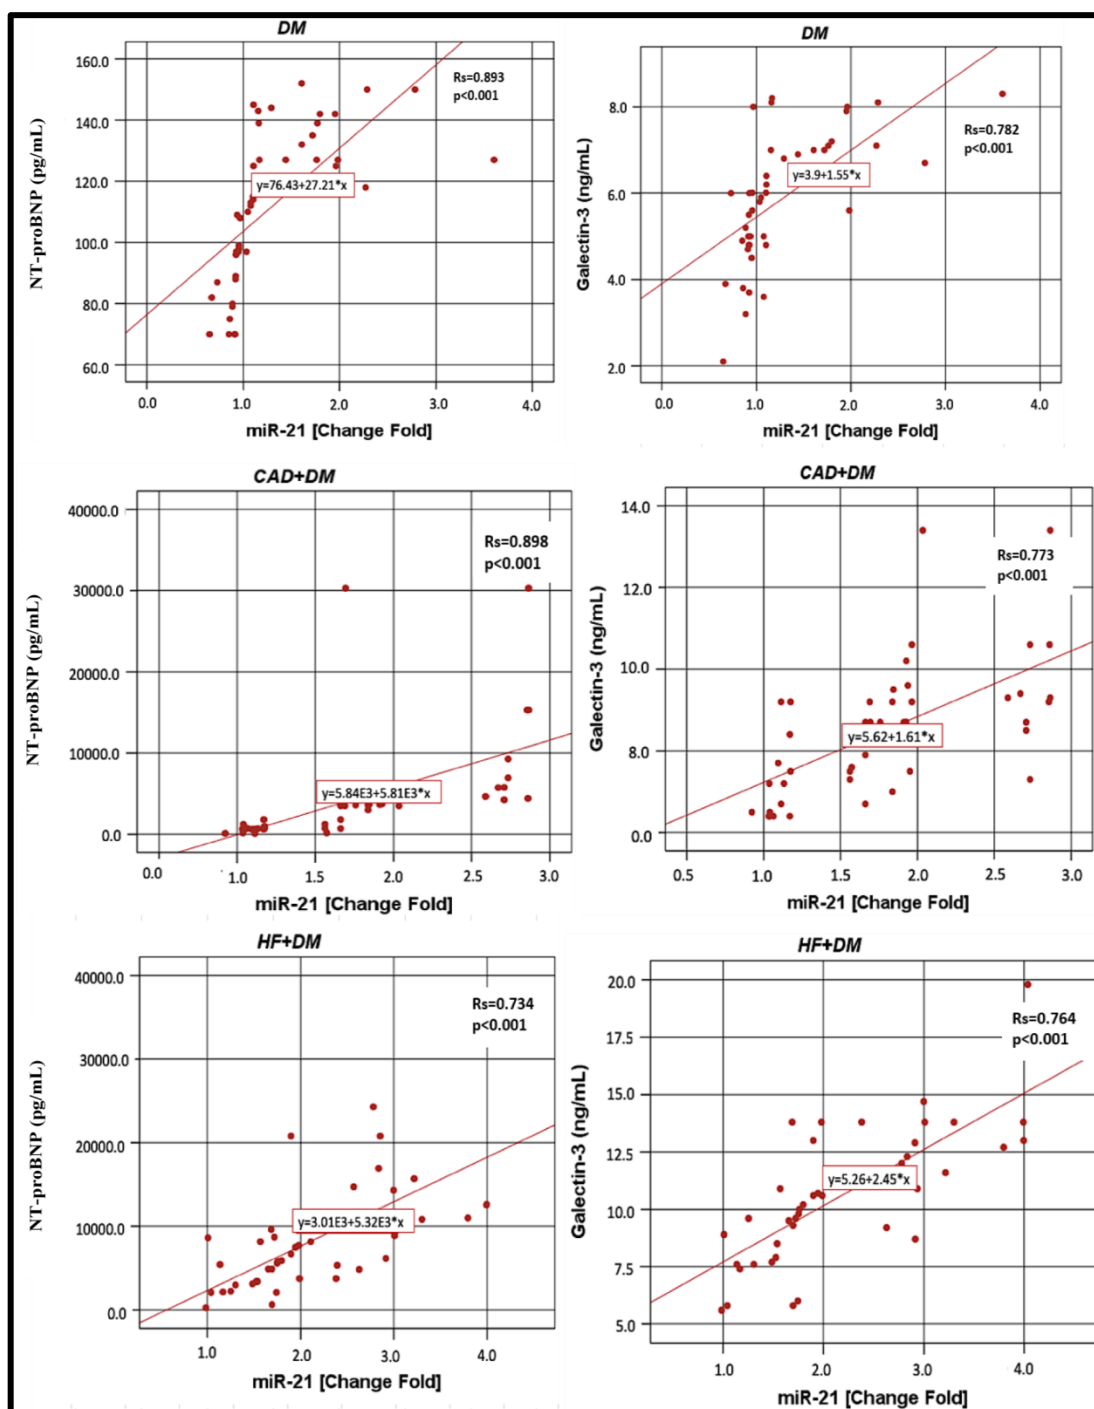 DM
NT-proBNP (pg/mL)
160.0
140.0
120.0
100.0
80.0
60.0
Rs=0.893
p<0.001
y=76.43+27.21*x
0.0 1.0 2.0 3.0 4.0
miR-21 [Change Fold]
DM
Galectin-3 (ng/mL)
8.0
6.0
4.0
2.0
Rs=0.782
p<0.001
y=3.9+1.55*x
0.0 1.0 2.0 3.0 4.0
miR-21 [Change Fold]
CAD+DM
NT-proBNP (pg/mL)
40000.0
30000.0
20000.0
10000.0
0.0
Rs=0.898
p<0.001
y=5.84E3+5.81E3*x
0.0 1.0 1.5 2.0 2.5 3.0
miR-21 [Change Fold]
CAD+DM
Galectin-3 (ng/mL)
14.0
12.0
10.0
8.0
0.0
Rs=0.773
p<0.001
y=5.62+1.61*x
0.5 1.0 1.5 2.0 2.5 3.0
miR-21 [Change Fold]
HF+DM
NT-proBNP (pg/mL)
40000.0
30000.0
20000.0
10000.0
0.0
Rs=0.734
p<0.001
y=3.01E3+5.32E3*x
1.0 2.0 3.0 4.0
miR-21 [Change Fold]
HF+DM
Galectin-3 (ng/mL)
20.0
17.5
15.0
12.5
10.0
7.5
5.0
Rs=0.764
p<0.001
y=5.26+2.45*x
1.0 2.0 3.0 4.0
miR-21 [Change Fold]